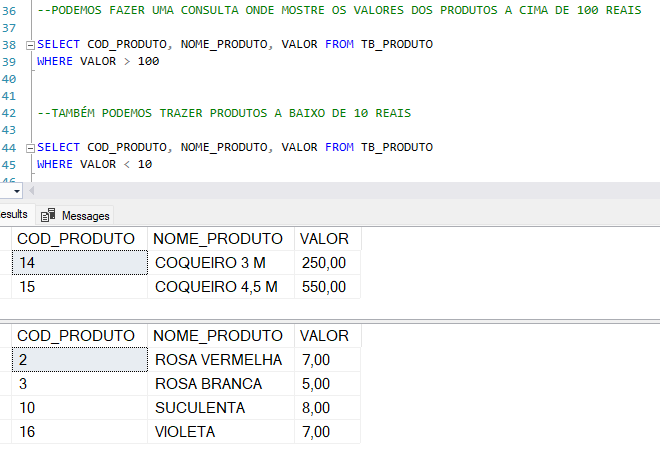 36 --PODEMOS FAZER UMA CONSULTA ONDE MOSTRE OS VALORES DOS PRODUTOS A CIMA DE 100 REAIS
37
38 SELECT COD_PRODUTO, NOME_PRODUTO, VALOR FROM TB_PRODUTO
39 WHERE VALOR > 100
40
41
42 --TAMBÉM PODEMOS TRAZER PRODUTOS A BAIXO DE 10 REAIS
43
44 SELECT COD_PRODUTO, NOME_PRODUTO, VALOR FROM TB_PRODUTO
45 WHERE VALOR < 10
esults Messages
COD_PRODUTO NOME_PRODUTO VALOR
14 COQUEIRO 3 M 250,00
15 COQUEIRO 4,5 M 550,00
COD_PRODUTO NOME_PRODUTO VALOR
2 ROSA VERMELHA 7,00
3 ROSA BRANCA 5,00
10 SUCULENTA 8,00
16 VIOLETA 7,00